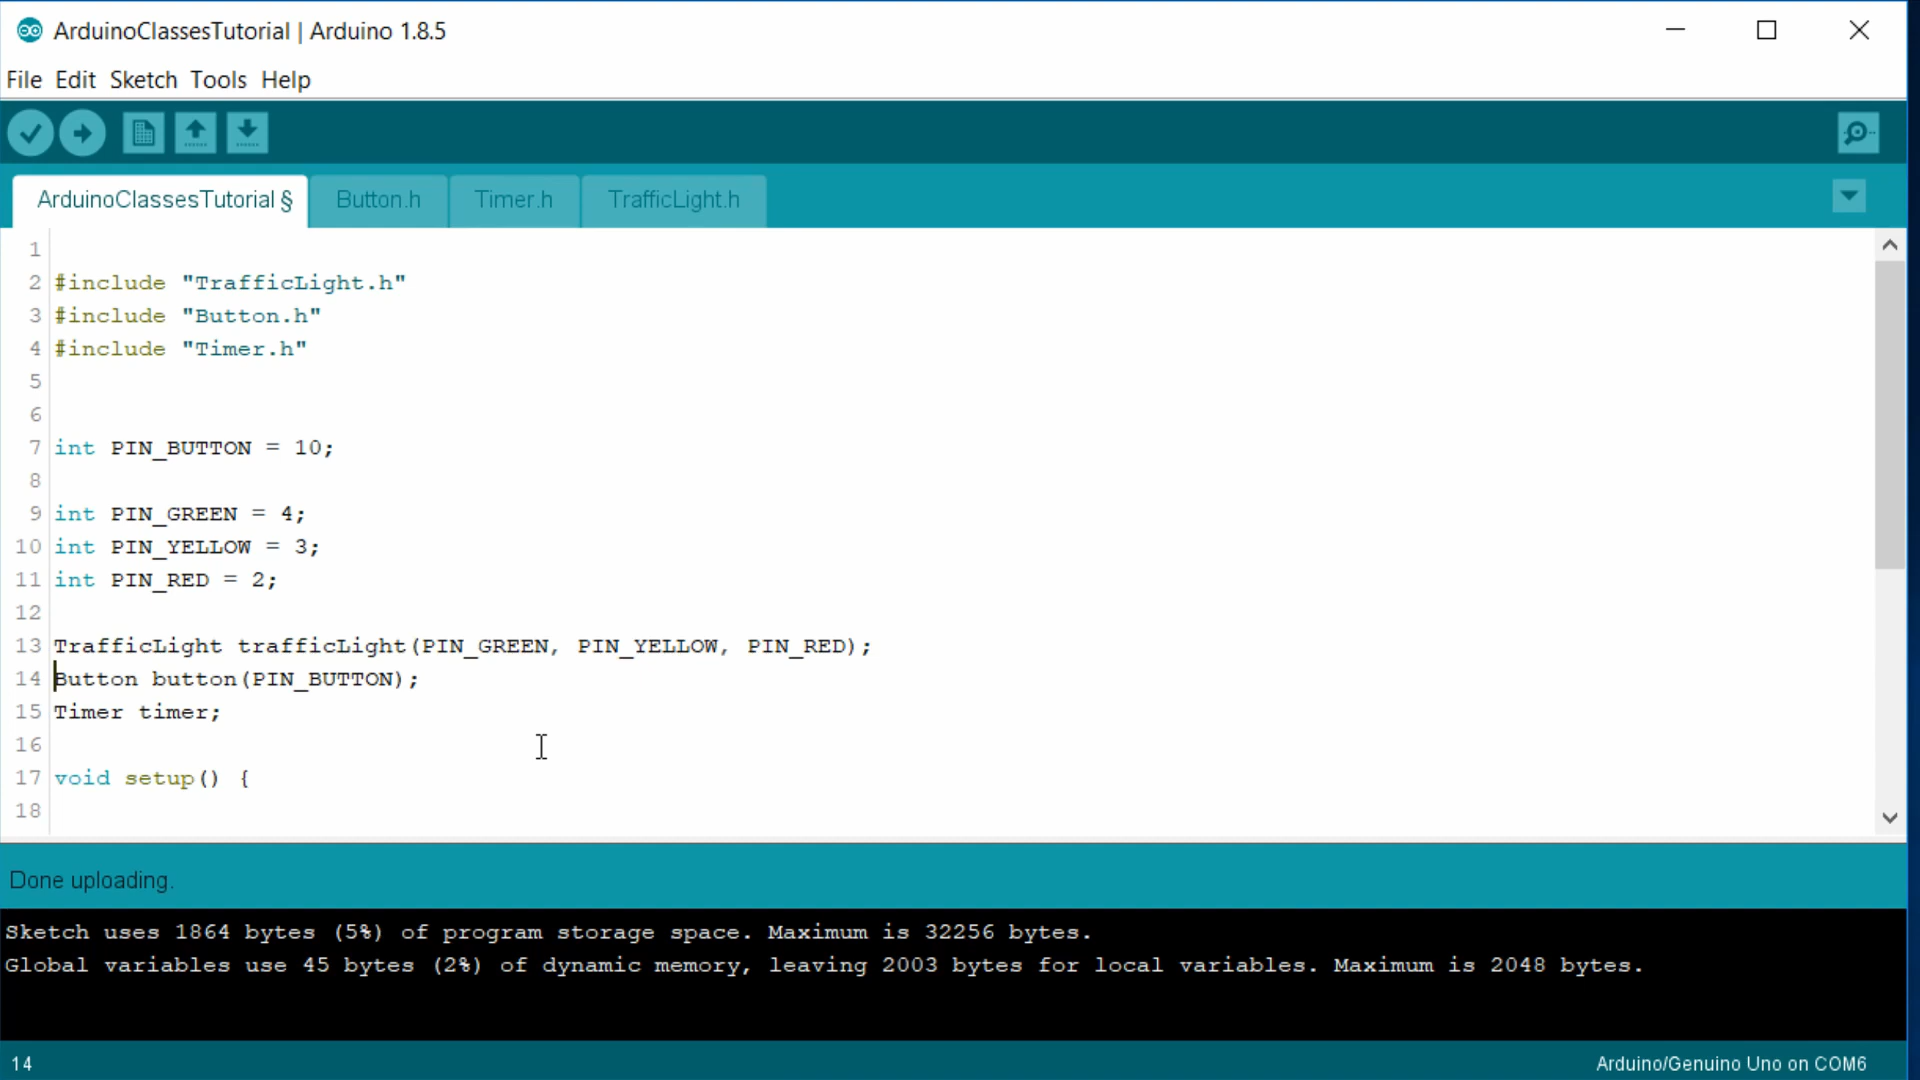 ArduinoClassesTutorial | Arduino 1.8.5
File Edit Sketch Tools Help
ArduinoClassesTutorial § Button.h Timer.h TrafficLight.h
1
2 #include "TrafficLight.h"
3 #include "Button.h"
4 #include "Timer.h"
5
6
7 int PIN_BUTTON = 10;
8
9 int PIN_GREEN = 4;
10 int PIN_YELLOW = 3;
11 int PIN_RED = 2;
12
13 TrafficLight trafficLight(PIN_GREEN, PIN_YELLOW, PIN_RED);
14 Button button(PIN_BUTTON);
15 Timer timer;
16
17 void setup() {
18
Done uploading.
Sketch uses 1864 bytes (5%) of program storage space. Maximum is 32256 bytes.
Global variables use 45 bytes (2%) of dynamic memory, leaving 2003 bytes for local variables. Maximum is 2048 bytes.
14 Arduino/Genuino Uno on COM6